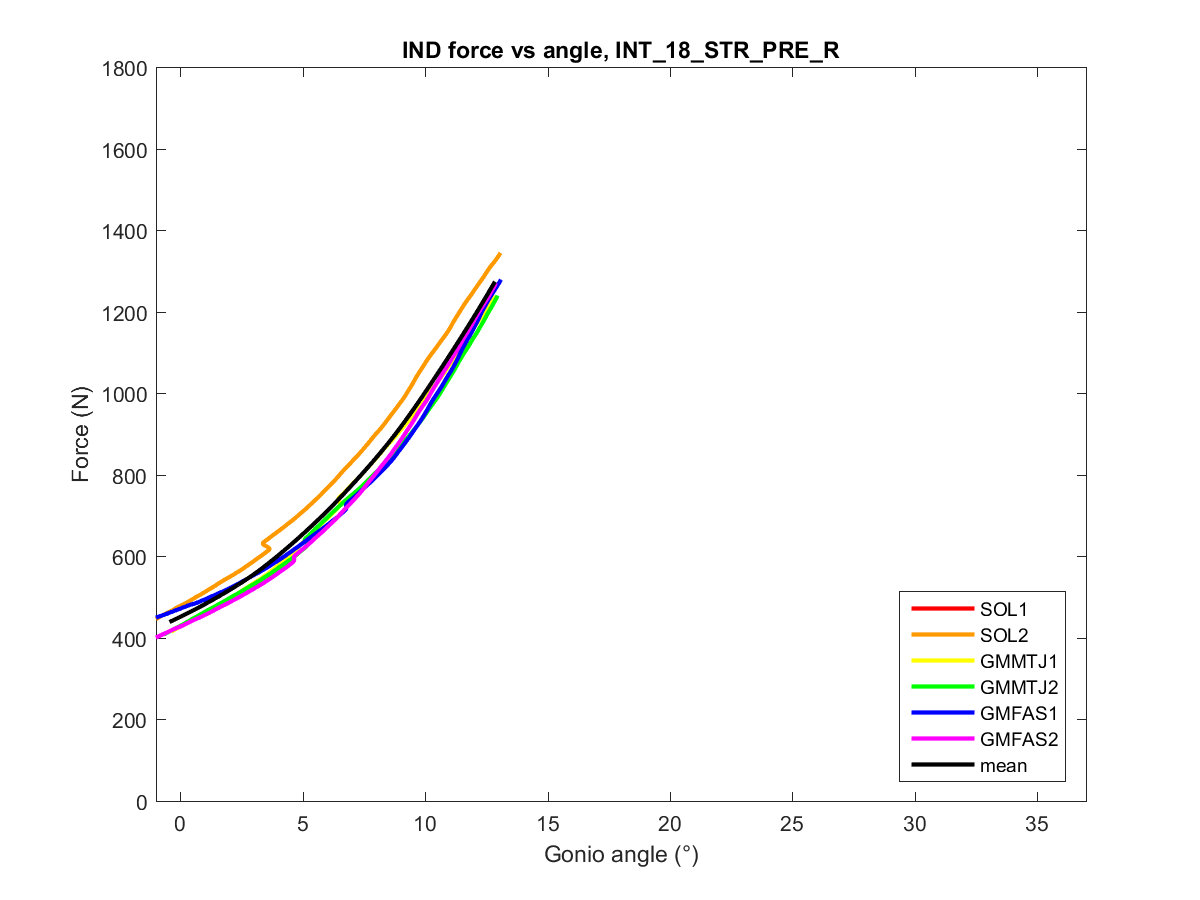 IND force vs angle, INT_18_STR_PRE_R
1800
1600
1400
1200
1000
800
600
400
200
0
Force (N)
0 5 10 15 20 25 30 35
Gonio angle (°)
SOL1
SOL2
GMMTJ1
GMMTJ2
GMFAS1
GMFAS2
mean